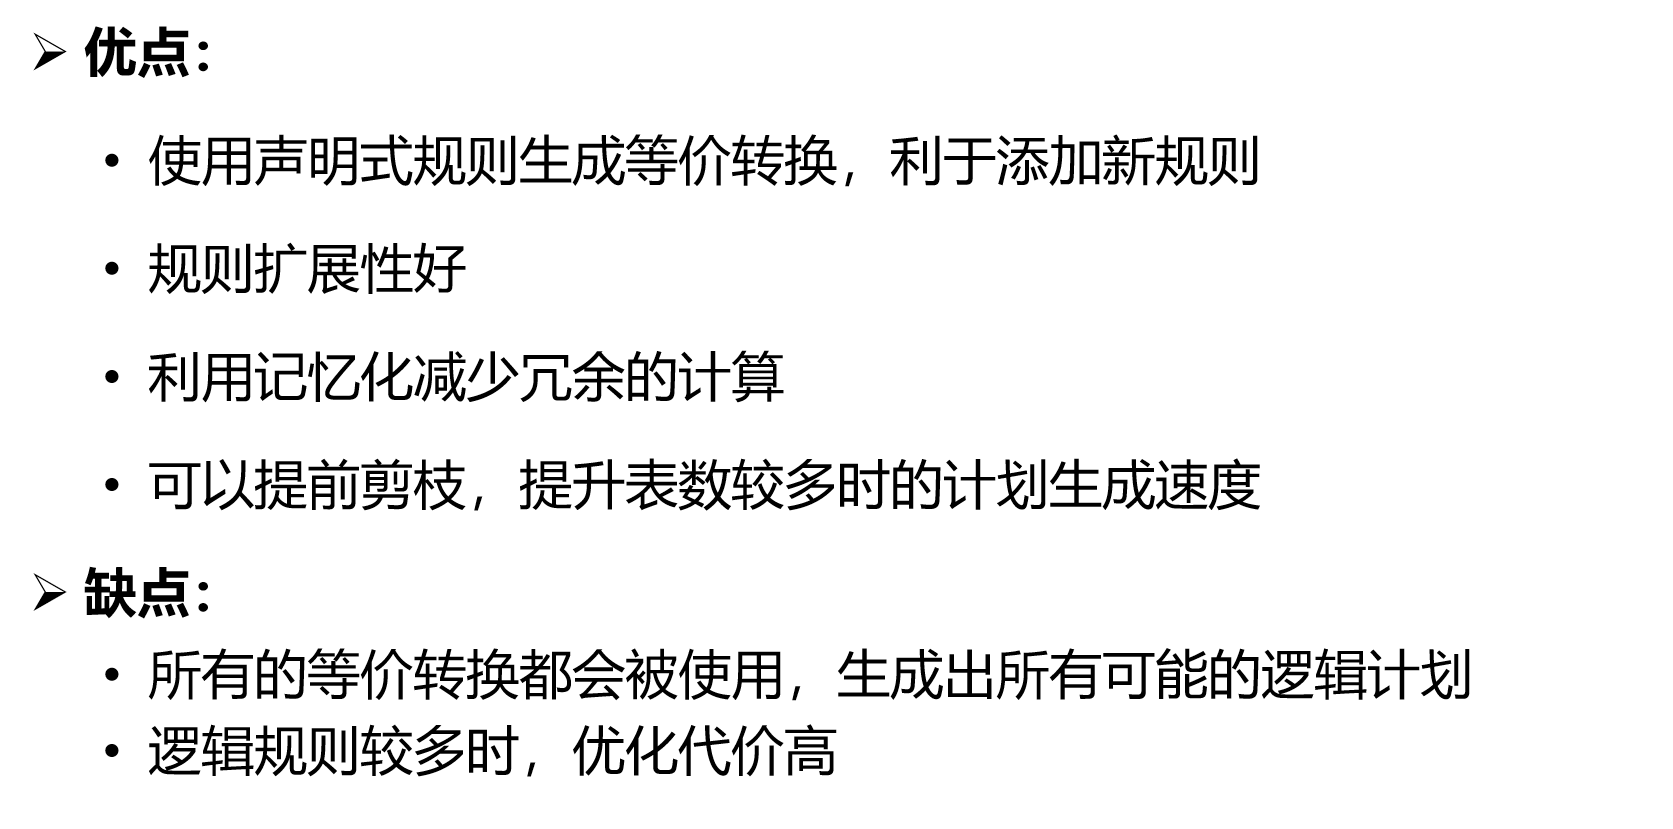 ➢ 优点：
• 使用声明式规则生成等价转换，利于添加新规则
• 规则扩展性好
• 利用记忆化减少冗余的计算
• 可以提前剪枝，提升表数较多时的计划生成速度
➢ 缺点：
• 所有的等价转换都会被使用，生成出所有可能的逻辑计划
• 逻辑规则较多时，优化代价高